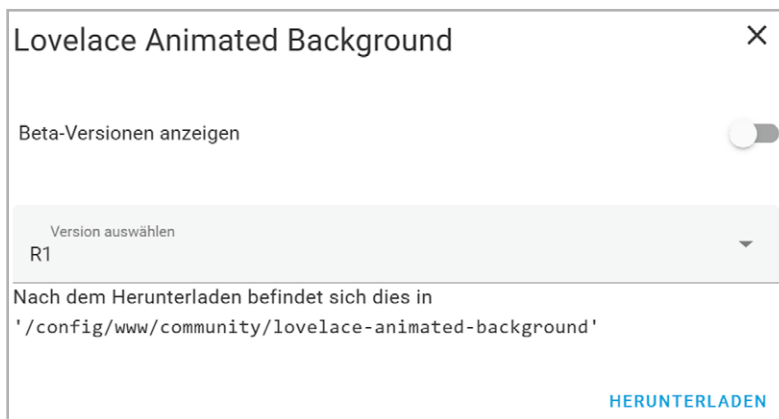 Lovelace Animated Background
Beta-Versionen anzeigen
Version auswählen
R1
Nach dem Herunterladen befindet sich dies in
'/config/www/community/lovelace-animated-background'
HERUNTERLADEN